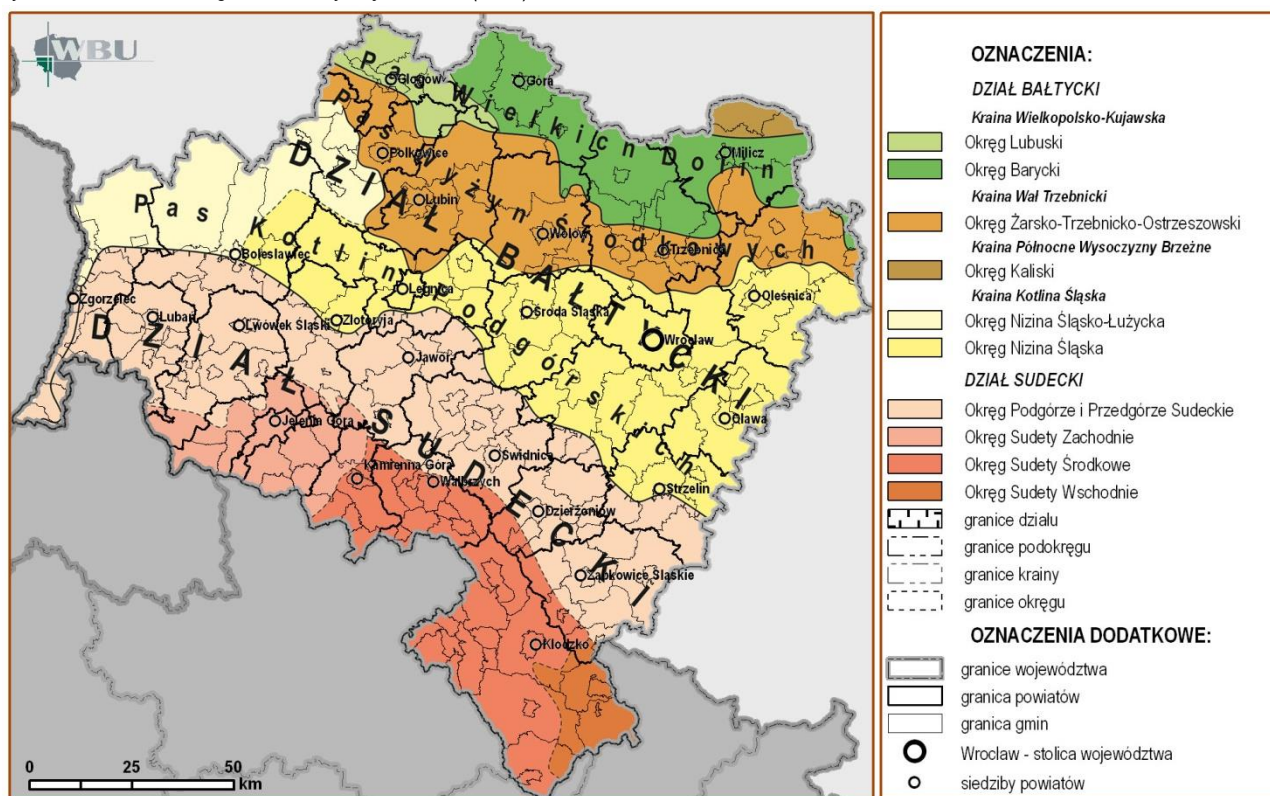 WBU
Pas Wielkich Dolin
Pas Wyżyn Środkowych
Pas Kotlin Podgórskich
DZIAŁ BAŁTYCKI
DZIAŁ SUDECKI
Głogów
Góra
Polkowice
Milicz
Lubin
Wołów
Trzebnica
Bolesławiec
Legnica
Oleśnica
Zgorzelec
Lubań
Lwówek Śląski
Złotoryja
Środa Śląska
Wrocław
Jawor
Oława
Jelenia Góra
Świdnica
Kamienna Góra
Wałbrzych
Strzelin
Dzierżoniów
Ząbkowice Śląskie
Kłodzko
0 25 50
km
OZNACZENIA:
DZIAŁ BAŁTYCKI
Kraina Wielkopolsko-Kujawska
Okręg Lubuski
Okręg Barycki
Kraina Wał Trzebnicki
Okręg Żarsko-Trzebnicko-Ostrzeszowski
Kraina Północne Wysoczyzny Brzeżne
Okręg Kaliski
Kraina Kotlina Śląska
Okręg Nizina Śląsko-Łużycka
Okręg Nizina Śląska
DZIAŁ SUDECKI
Okręg Podgórze i Przedgórze Sudeckie
Okręg Sudety Zachodnie
Okręg Sudety Środkowe
Okręg Sudety Wschodnie
granice działu
granice podokręgu
granice krainy
granice okręgu
OZNACZENIA DODATKOWE:
granice województwa
granica powiatów
granica gmin
Wrocław - stolica województwa
siedziby powiatów